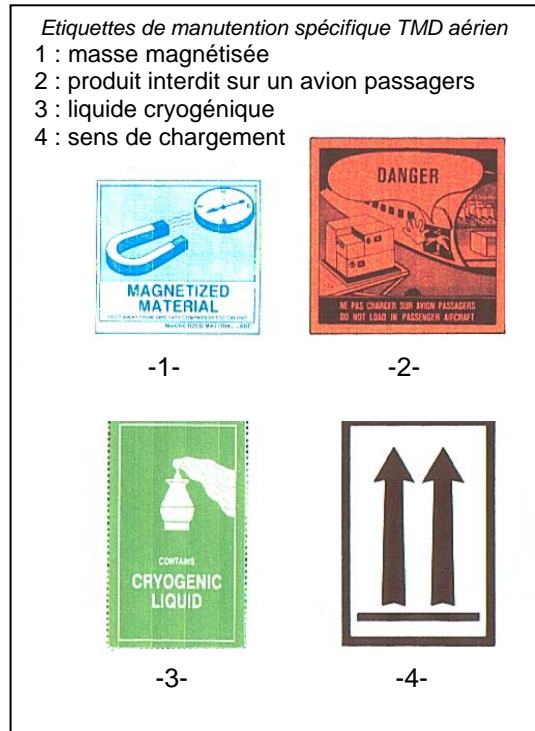 Etiquettes de manutention spécifique TMD aérien
1 : masse magnétisée
2 : produit interdit sur un avion passagers
3 : liquide cryogénique
4 : sens de chargement
MAGNETIZED
MATERIAL
-1-
DANGER
NE PAS CHARGER SUR AVION PASSAGERS
DO NOT LOAD IN PASSENGER AIRCRAFT
-2-
CONTAINS
CRYOGENIC
LIQUID
-3-
-4-